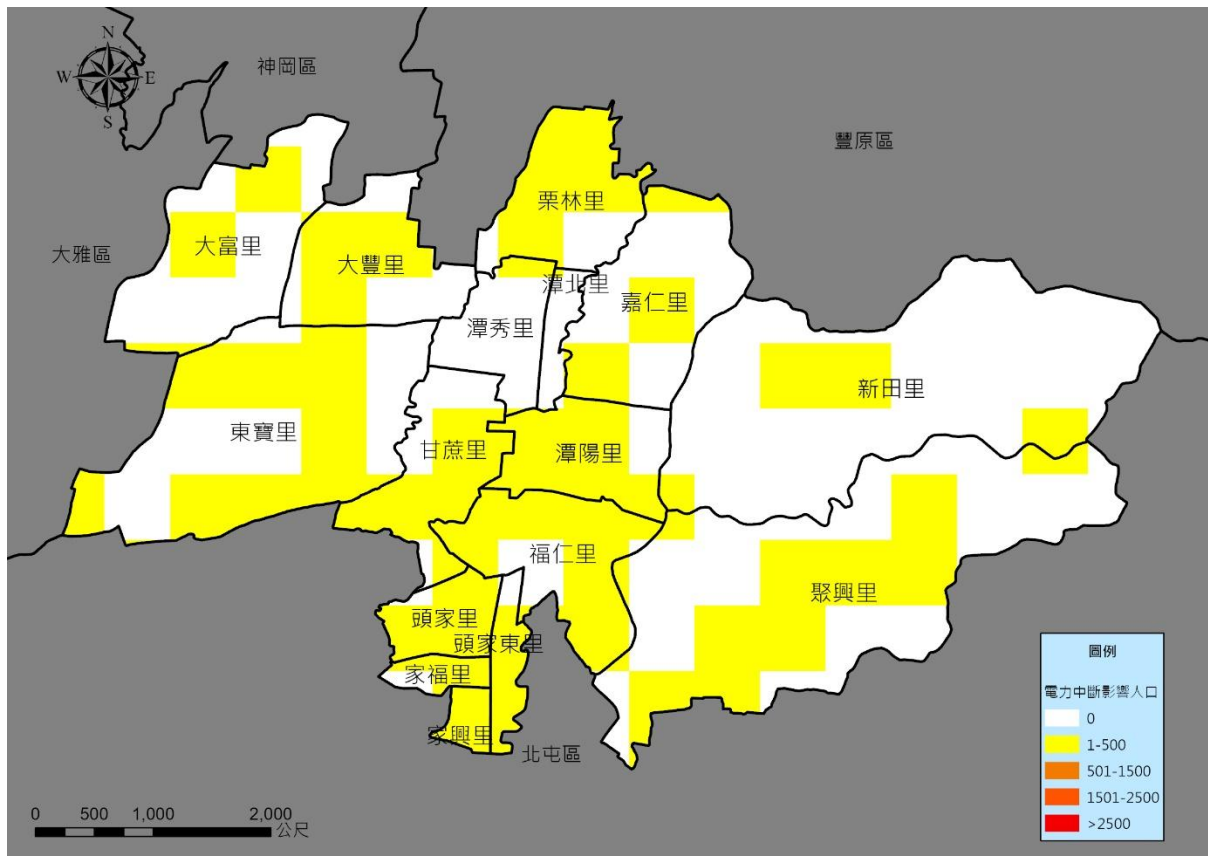 N
W
E
S
神岡區
豐原區
大雅區
栗林里
大富里
大豐里
潭北里
嘉仁里
潭秀里
新田里
東寶里
甘蔗里
潭陽里
福仁里
聚興里
頭家里
頭家東里
家福里
家興里
北屯區
圖例
電力中斷影響人口
0
1-500
501-1500
1501-2500
>2500
0 500 1,000 2,000
公尺